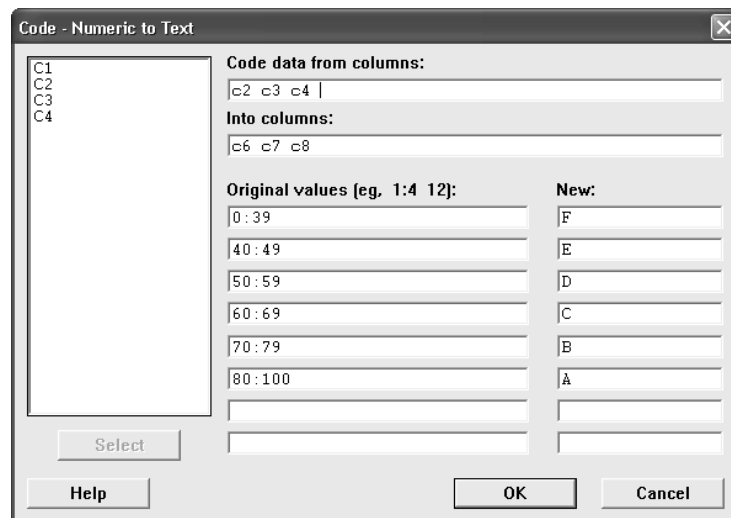 Code - Numeric to Text
C1
C2
C3
C4
Code data from columns:
c2 c3 c4
Into columns:
c6 c7 c8
Original values (eg, 1:4 12): New:
0:39 F
40:49 E
50:59 D
60:69 C
70:79 B
80:100 A
Select
Help OK Cancel